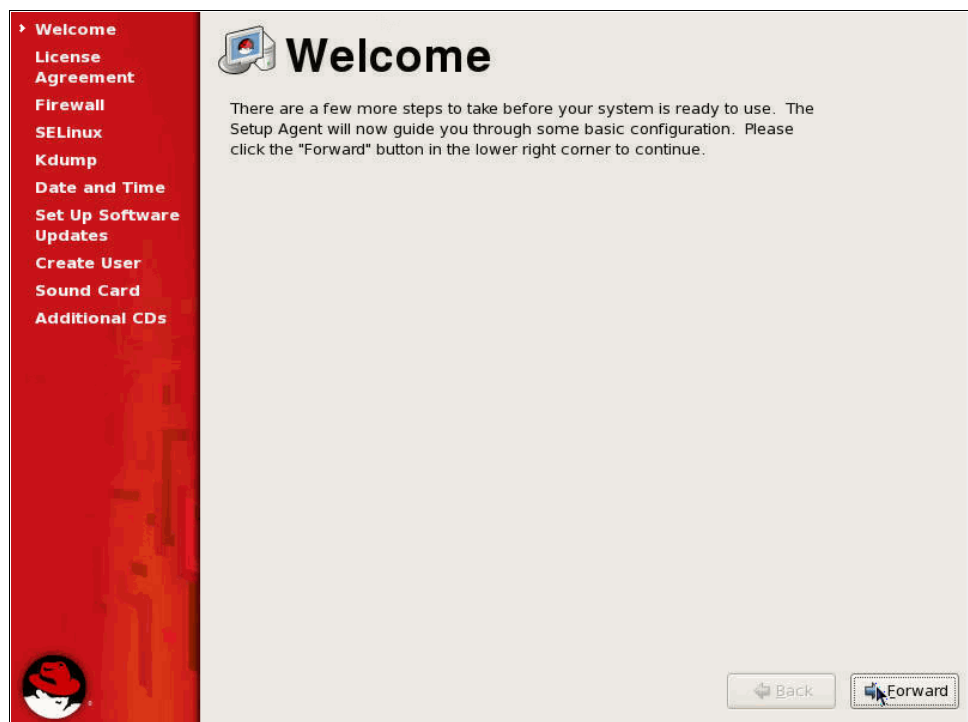 Welcome
License
Agreement
Firewall
SELinux
Kdump
Date and Time
Set Up Software
Updates
Create User
Sound Card
Additional CDs
Welcome
There are a few more steps to take before your system is ready to use.  The
Setup Agent will now guide you through some basic configuration.  Please
click the "Forward" button in the lower right corner to continue.
Back
Forward